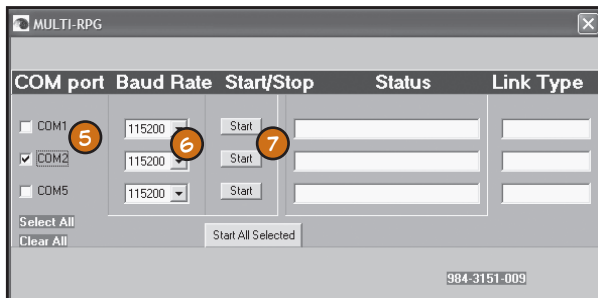 MULTI-RPG
COM port Baud Rate Start/Stop Status Link Type
COM1 5 115200 6 Start 7
COM2 115200 Start
COM5 115200 Start
Select All
Clear All Start All Selected
984-3151-009